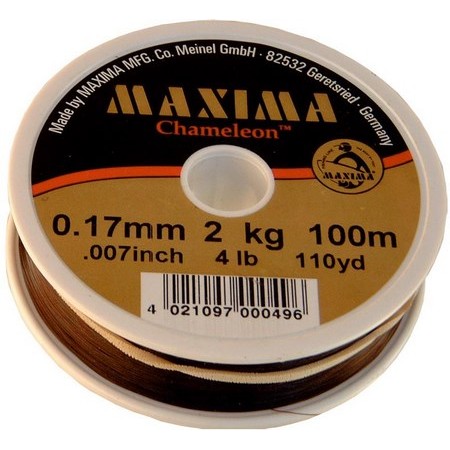 Made by MAXIMA MFG. Co. Meinel GmbH · 82532 Geretsried · Germany
MAXIMA
Chameleon™
MAXIMA
0.17mm 2 kg 100m
.007inch 4 lb 110yd
4 021097 000496